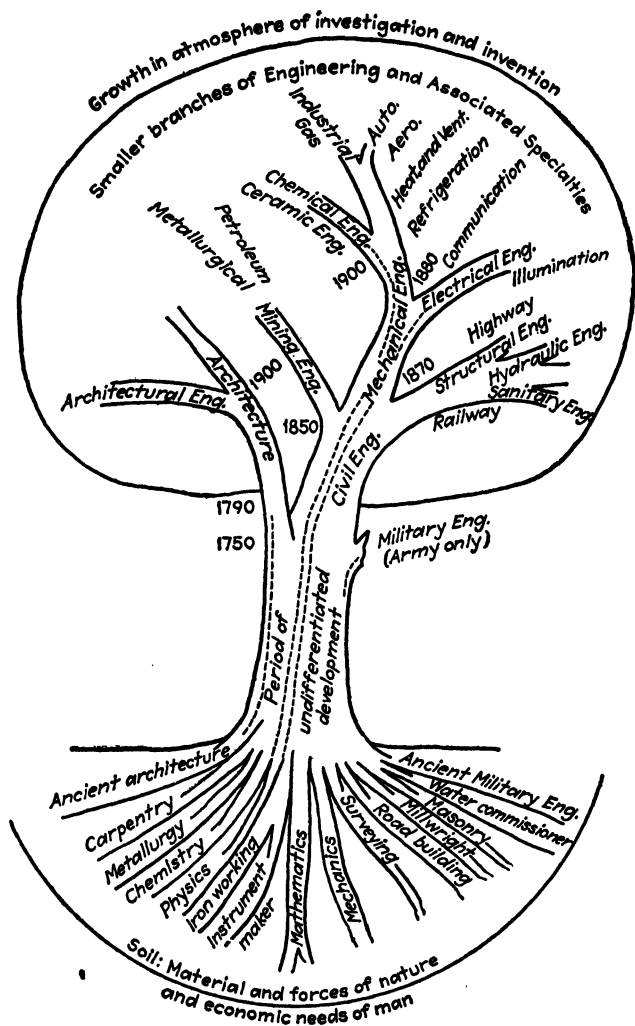 Growth in atmosphere of investigation and invention
Smaller branches of Engineering and Associated Specialties
Industrial
Gas
Auto.
Aero.
Heat and Vent.
Refrigeration
Communication
Chemical Eng.
Ceramic Eng.
1900
1880
Petroleum
Metallurgical
Mechanical Eng.
Electrical Eng.
Illumination
Mining Eng.
Highway
Structural Eng.
Hydraulic Eng.
Sanitary Eng.
Railway
1870
Architecture
1900
Architectural Eng.
1850
Civil Eng.
1790
1750
Military Eng.
(Army only)
Period of
undifferentiated
development
Ancient architecture
Carpentry
Metallurgy
Chemistry
Physics
Iron working
Instrument
maker
Mathematics
Mechanics
Surveying
Road building
Millwright
Masonry
Water commissioner
Ancient Military Eng.
Soil: Material and forces of nature
and economic needs of man